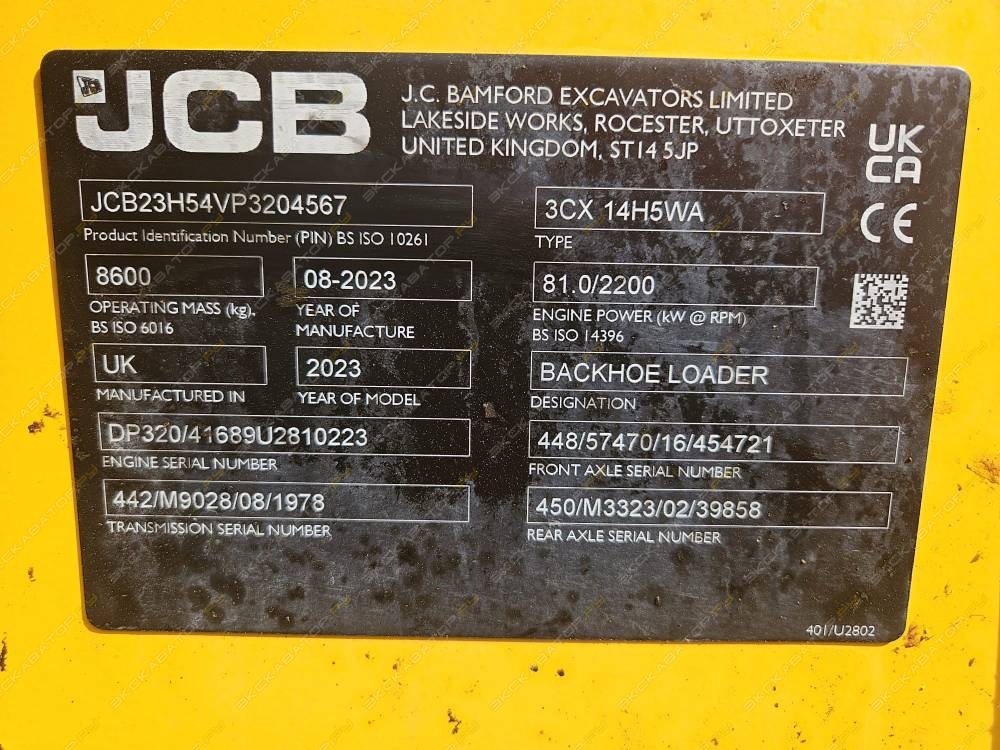 JCB
J.C. BAMFORD EXCAVATORS LIMITED
LAKESIDE WORKS, ROCESTER, UTTOXETER
UNITED KINGDOM, ST14 5JP
UK
CA
CE
JCB23H54VP3204567
Product Identification Number (PIN) BS ISO 10261
3CX 14H5WA
TYPE
8600
OPERATING MASS (kg).
BS ISO 6016
08-2023
YEAR OF
MANUFACTURE
81.0/2200
ENGINE POWER (kW @ RPM)
BS ISO 14396
UK
MANUFACTURED IN
2023
YEAR OF MODEL
BACKHOE LOADER
DESIGNATION
DP320/41689U2810223
ENGINE SERIAL NUMBER
448/57470/16/454721
FRONT AXLE SERIAL NUMBER
442/M9028/08/1978
TRANSMISSION SERIAL NUMBER
450/M3323/02/39858
REAR AXLE SERIAL NUMBER
401/U2802